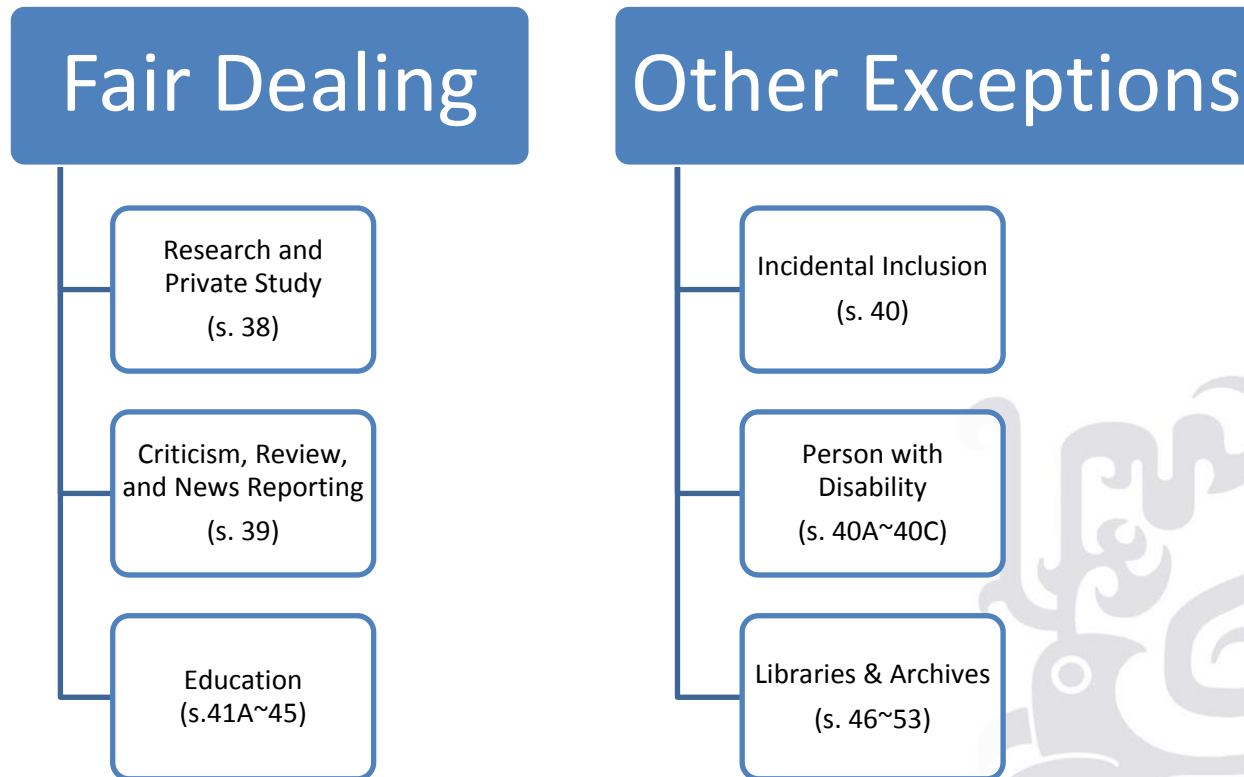 Fair Dealing
Research and
Private Study
(s. 38)
Criticism, Review,
and News Reporting
(s. 39)
Education
(s.41A~45)
Other Exceptions
Incidental Inclusion
(s. 40)
Person with
Disability
(s. 40A~40C)
Libraries & Archives
(s. 46~53)